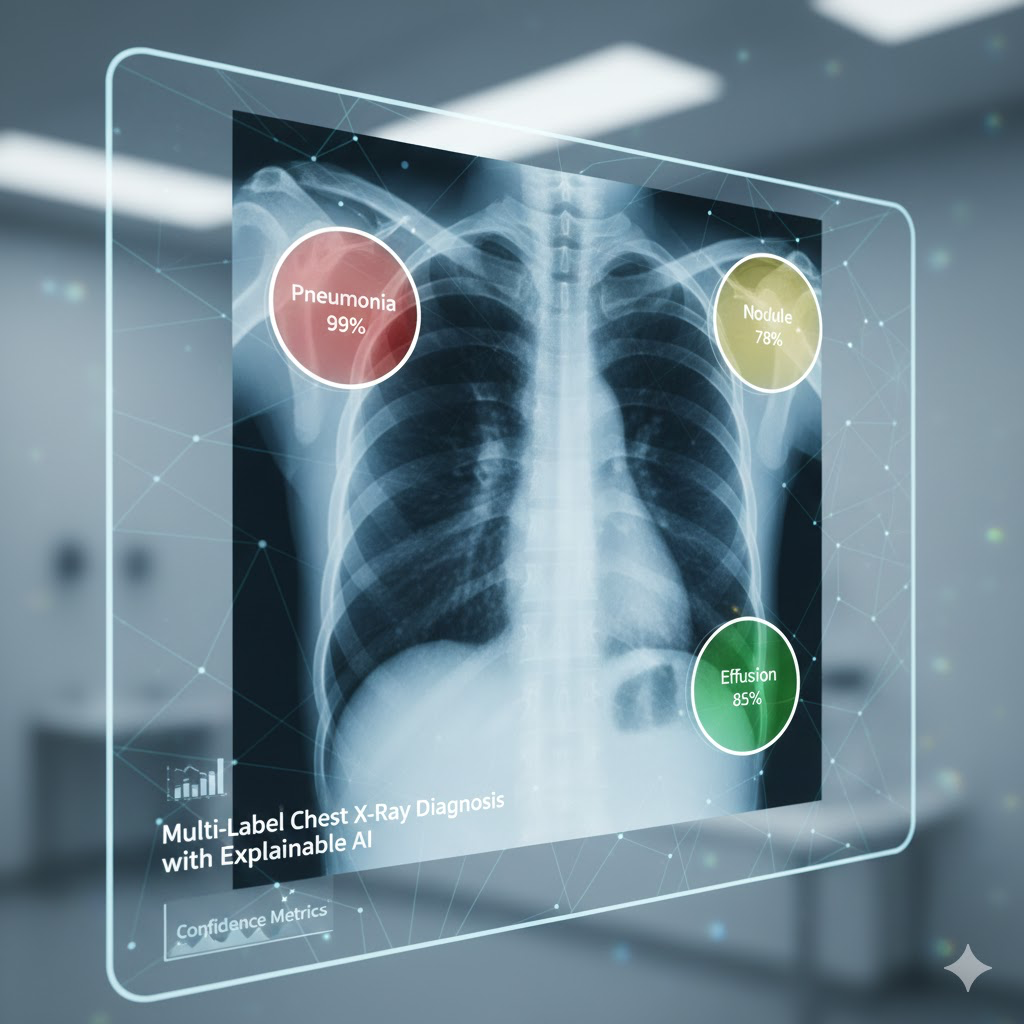 Pneumonia
99%
Nodule
78%
Effusion
85%
Multi-Label Chest X-Ray Diagnosis
with Explainable AI
Confidence Metrics